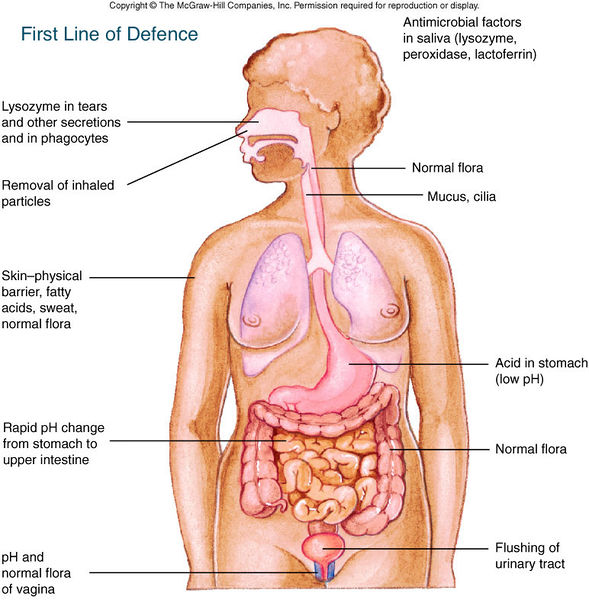 Copyright © The McGraw-Hill Companies, Inc. Permission required for reproduction or display.
First Line of Defence
Antimicrobial factors
in saliva (lysozyme,
peroxidase, lactoferrin)
Lysozyme in tears
and other secretions
and in phagocytes
Removal of inhaled
particles
Normal flora
Mucus, cilia
Skin–physical
barrier, fatty
acids, sweat,
normal flora
Acid in stomach
(low pH)
Rapid pH change
from stomach to
upper intestine
Normal flora
Flushing of
urinary tract
pH and
normal flora
of vagina